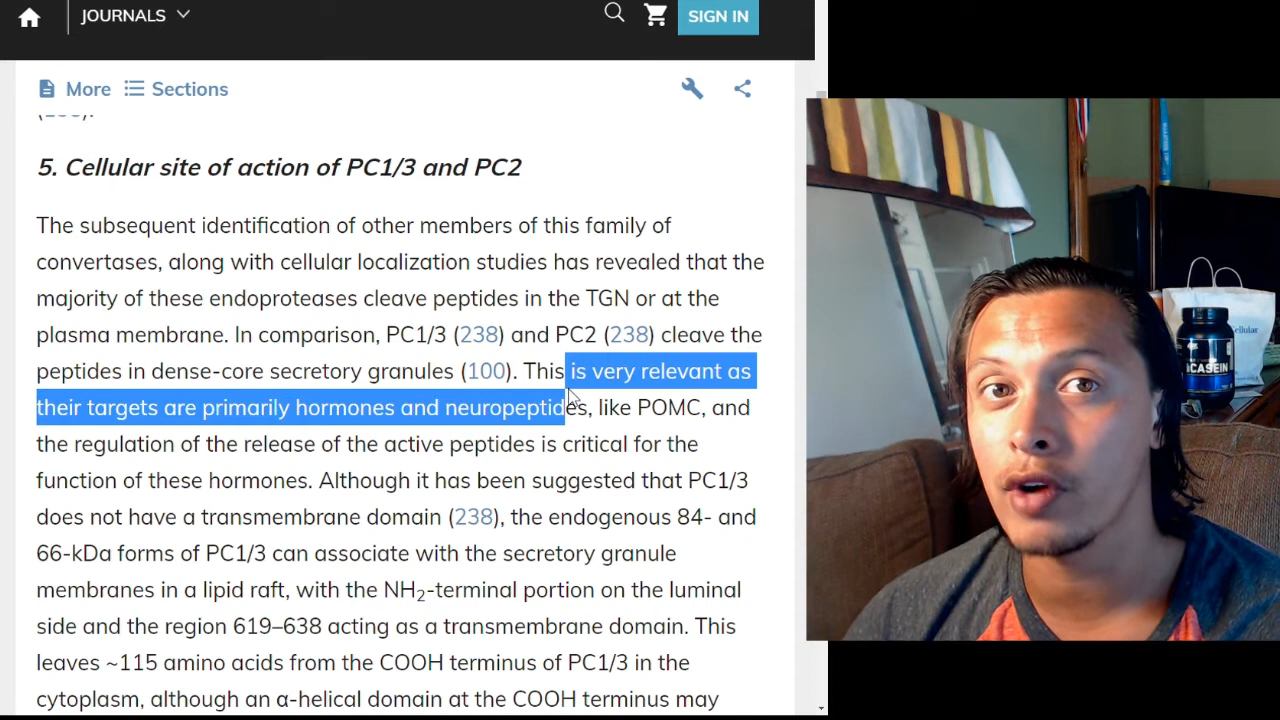 JOURNALS
SIGN IN
More
Sections
5. Cellular site of action of PC1/3 and PC2
The subsequent identification of other members of this family of
convertases, along with cellular localization studies has revealed that the
majority of these endoproteases cleave peptides in the TGN or at the
plasma membrane. In comparison, PC1/3 (238) and PC2 (238) cleave the
peptides in dense-core secretory granules (100). This is very relevant as
their targets are primarily hormones and neuropeptides, like POMC, and
the regulation of the release of the active peptides is critical for the
function of these hormones. Although it has been suggested that PC1/3
does not have a transmembrane domain (238), the endogenous 84- and
66-kDa forms of PC1/3 can associate with the secretory granule
membranes in a lipid raft, with the NH₂-terminal portion on the luminal
side and the region 619–638 acting as a transmembrane domain. This
leaves ~115 amino acids from the COOH terminus of PC1/3 in the
cytoplasm, although an α-helical domain at the COOH terminus may
Cellular
CASEIN